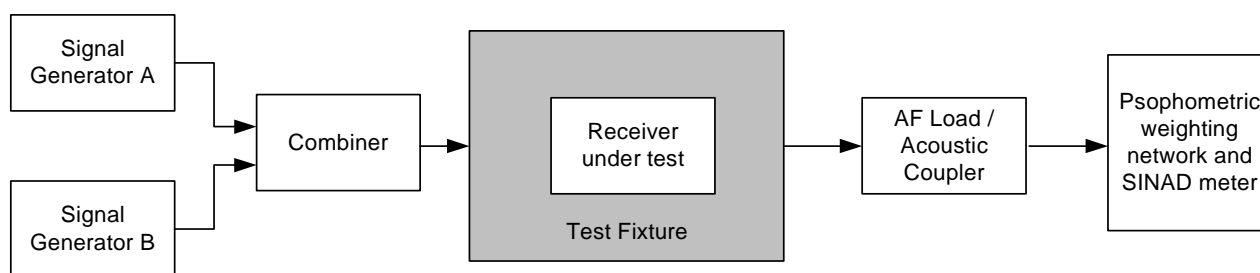 Signal
Generator A
Signal
Generator B
Combiner
Receiver
under test
Test Fixture
AF Load /
Acoustic
Coupler
Psophometric
weighting
network and
SINAD meter